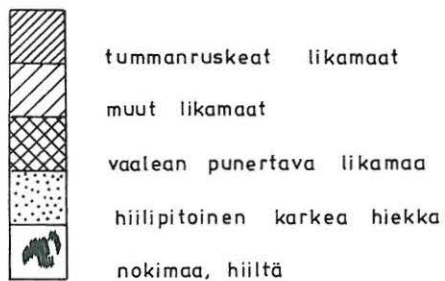 tummanruskeat likamaat
muut likamaat
vaalean punertava likamaa
hiilipitoinen karkea hiekka
nokimaa, hiiltä